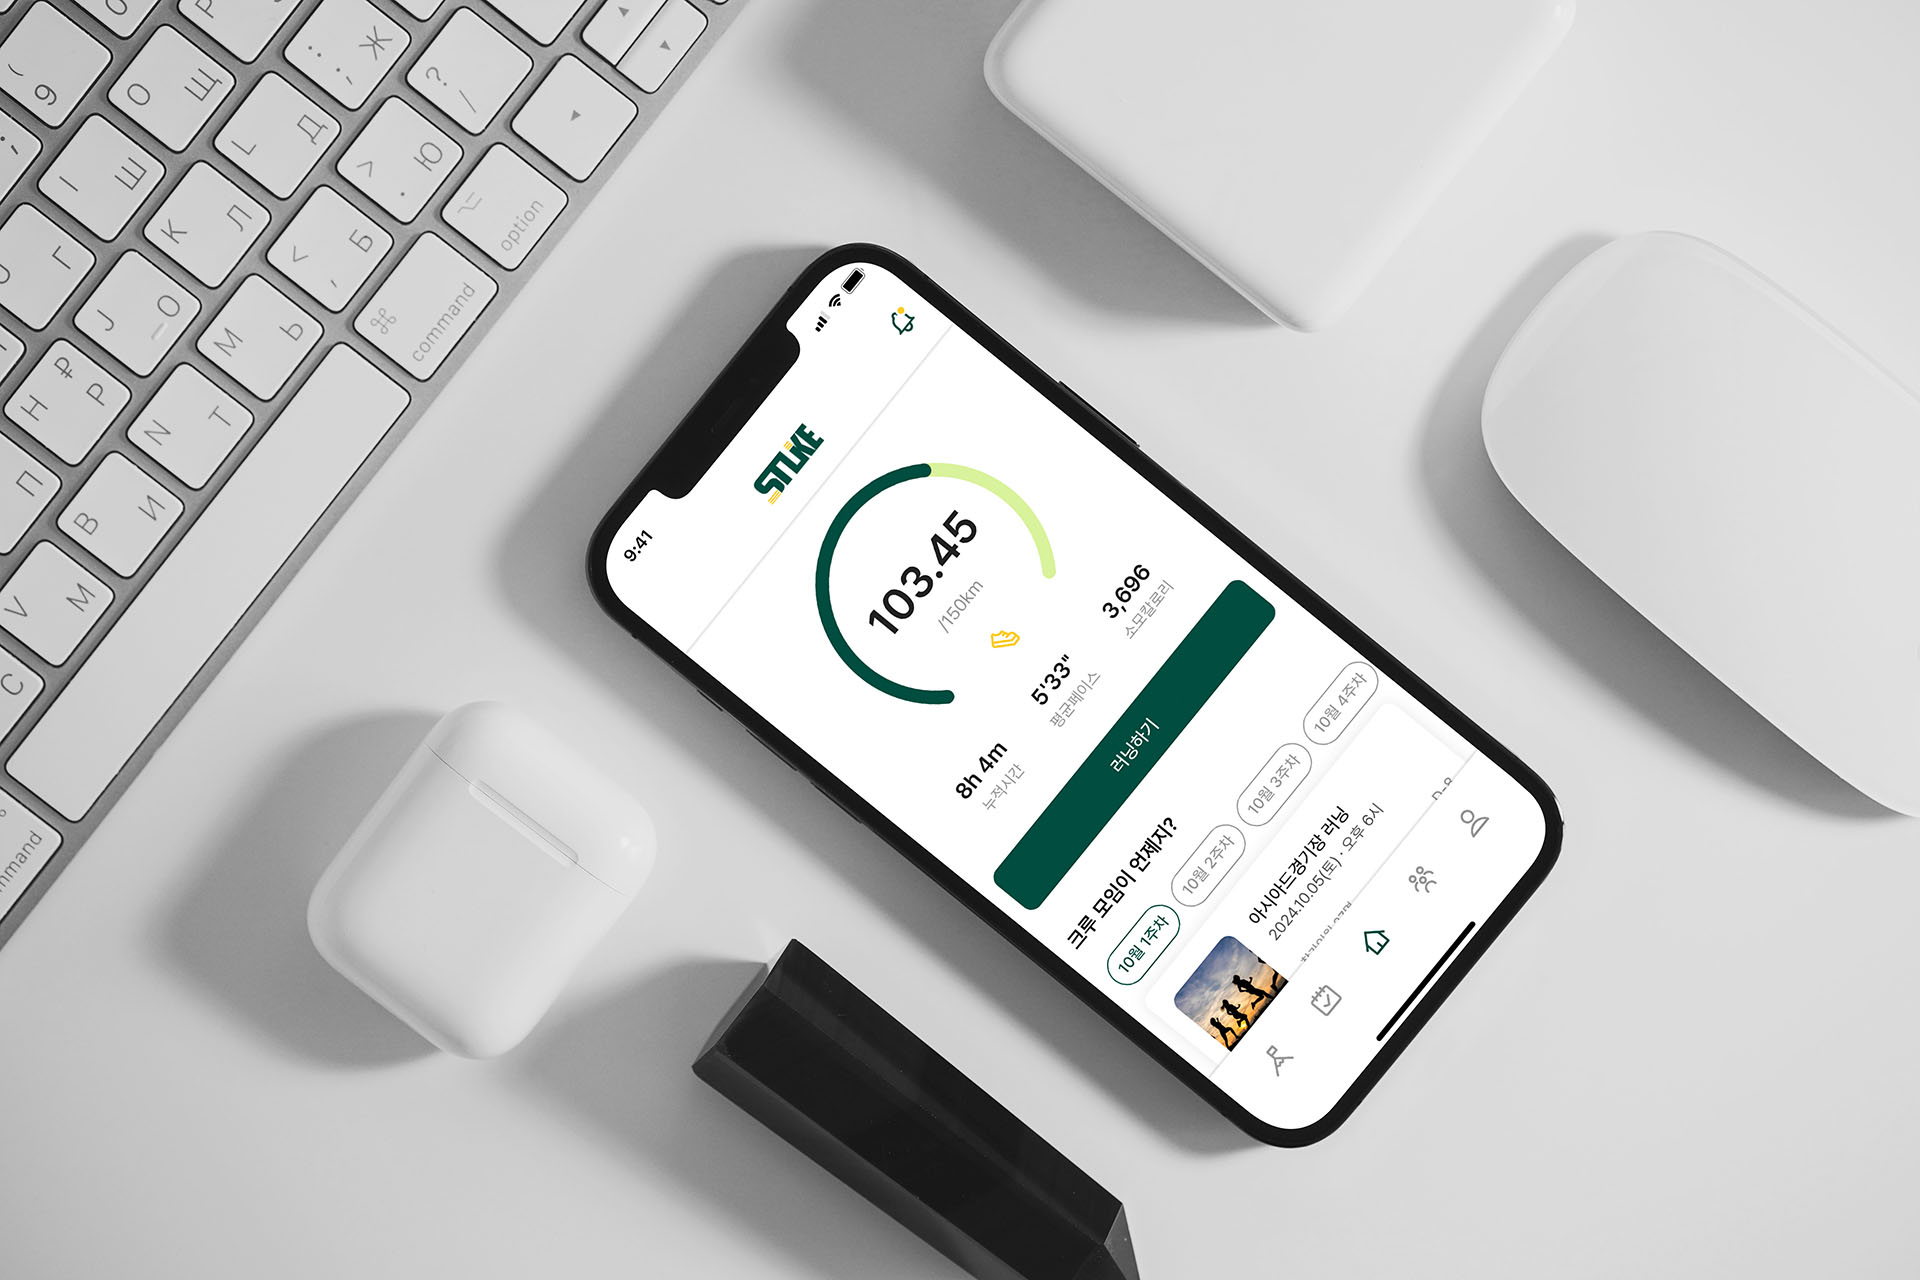 9:41
STLIKE
103.45
/150km
8h 4m
누적시간
5'33"
평균페이스
3,696
소모칼로리
러닝하기
크루 모임이 언제지?
10월 1주차
10월 2주차
10월 3주차
10월 4주차
아시아드경기장 러닝
2024.10.05(토) · 오후 6시
D-8
option
⌘
command
mmand
9 (
O Щ
: ; Ж
? /
L Д
> . Ю
I Ш
K Л
< , Б
Г
J О
M Ь
₽ H Р
N Т
П
B И
V М
C